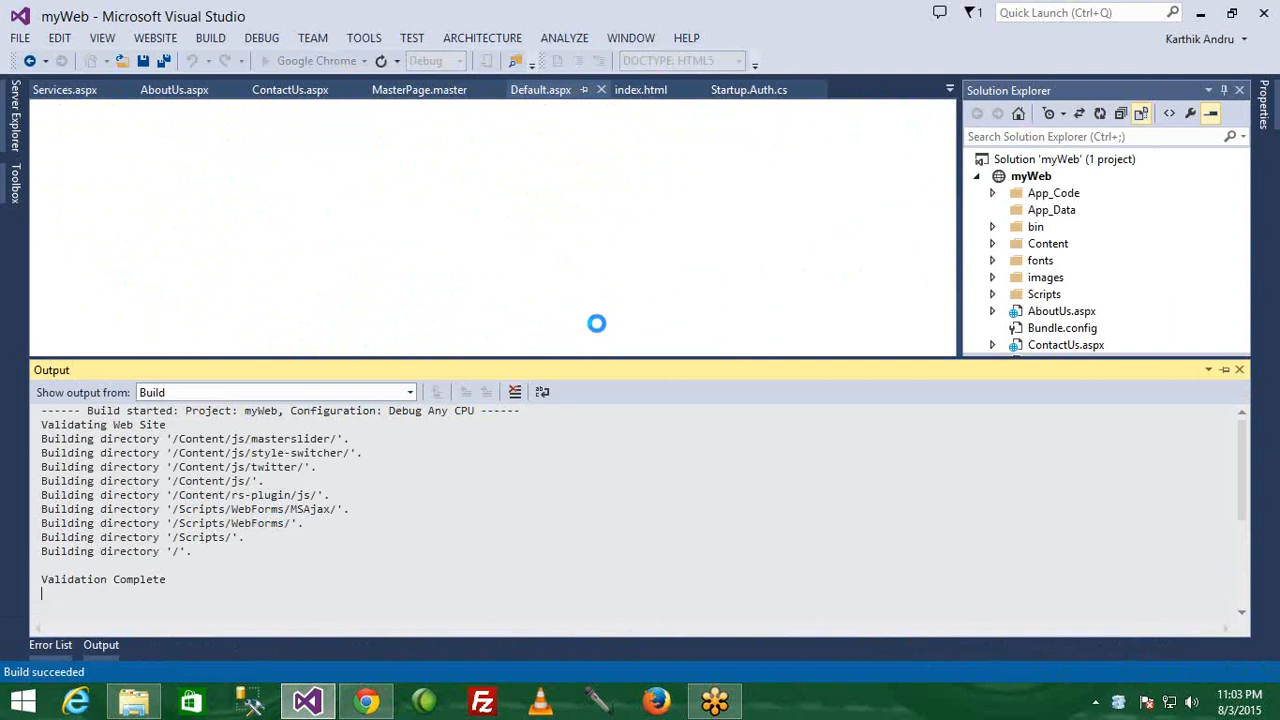 myWeb - Microsoft Visual Studio
1
Quick Launch (Ctrl+Q)
FILE EDIT VIEW WEBSITE BUILD DEBUG TEAM TOOLS TEST ARCHITECTURE ANALYZE WINDOW HELP
Karthik Andru
Google Chrome
Debug
DOCTYPE: HTML5
Services.aspx AboutUs.aspx ContactUs.aspx MasterPage.master Default.aspx index.html Startup.Auth.cs
Server Explorer
Toolbox
Solution Explorer
Search Solution Explorer (Ctrl+;)
Solution 'myWeb' (1 project)
myWeb
App_Code
App_Data
bin
Content
fonts
images
Scripts
AboutUs.aspx
Bundle.config
ContactUs.aspx
Properties
Output
Show output from: Build
------ Build started: Project: myWeb, Configuration: Debug Any CPU ------
Validating Web Site
Building directory '/Content/js/masterslider/'.
Building directory '/Content/js/style-switcher/'.
Building directory '/Content/js/twitter/'.
Building directory '/Content/js/'.
Building directory '/Content/rs-plugin/js/'.
Building directory '/Scripts/WebForms/MSAjax/'.
Building directory '/Scripts/WebForms/'.
Building directory '/Scripts/'.
Building directory '/'.
Validation Complete
Error List Output
Build succeeded
11:03 PM
8/3/2015